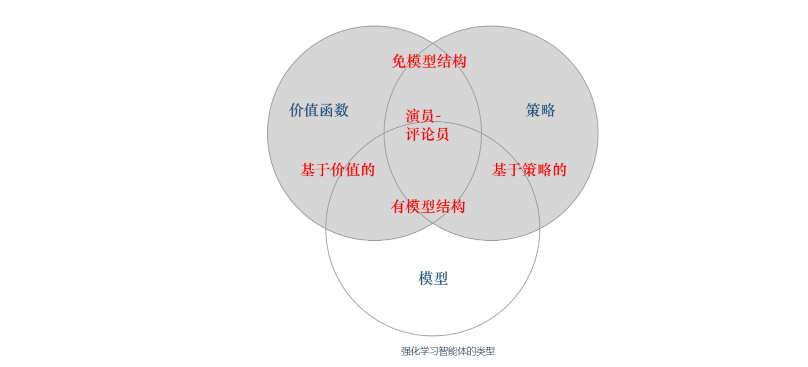 免模型结构
价值函数
策略
演员-
评论员
基于价值的
基于策略的
有模型结构
模型
强化学习智能体的类型